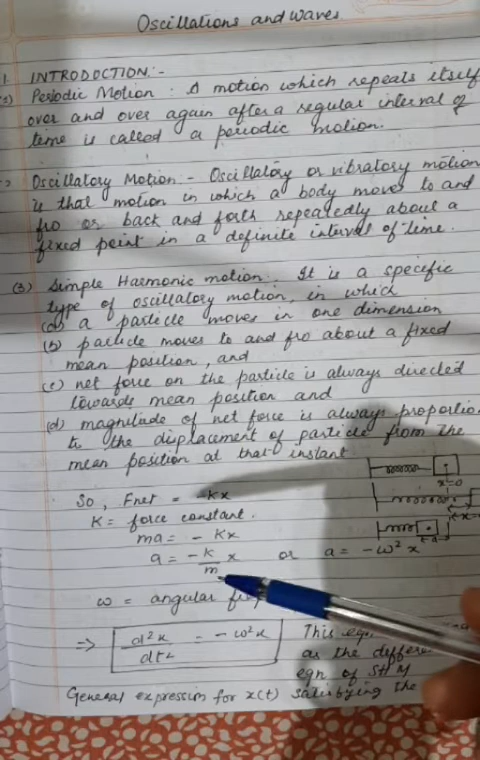 Oscillations and waves
1. INTRODUCTION:-
Periodic Motion : A motion which repeats itself
over and over again after a regular interval of
time is called a periodic motion.
Oscillatory Motion - Oscillatory or vibratory motion
is that motion in which a body moves to and
fro or back and forth repeatedly about a
fixed point in a definite interval of time.
(3) Simple Harmonic motion. It is a specific
type of oscillatory motion, in which
(a) a particle moves in one dimension
(b) particle moves to and fro about a fixed
mean position, and
(c) net force on the particle is always directed
towards mean position and
(d) magnitude of net force is always proportio
to the displacement of particle from the
mean position at that instant
x=0
So, Fnet = -kx
K = force constant.
ma = - kx
a = -k/m x or a = -ω²x
ω = angular
=> d²x/dt² = -ω²x This
as the
eqn of SHM
General expression for x(t) satisfying the